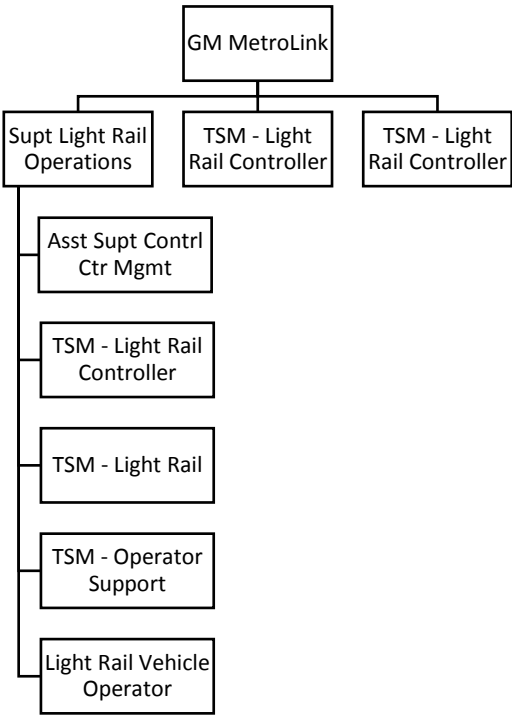 GM MetroLink
Supt Light Rail
Operations
TSM - Light
Rail Controller
TSM - Light
Rail Controller
Asst Supt Contrl
Ctr Mgmt
TSM - Light Rail
Controller
TSM - Light Rail
TSM - Operator
Support
Light Rail Vehicle
Operator